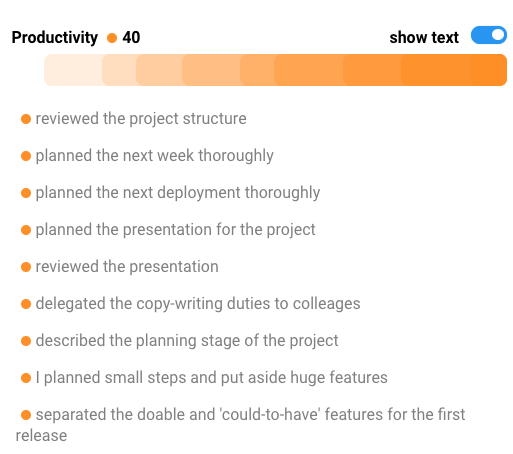 Productivity 40 show text
reviewed the project structure
planned the next week thoroughly
planned the next deployment thoroughly
planned the presentation for the project
reviewed the presentation
delegated the copy-writing duties to colleages
described the planning stage of the project
I planned small steps and put aside huge features
separated the doable and 'could-to-have' features for the first
release